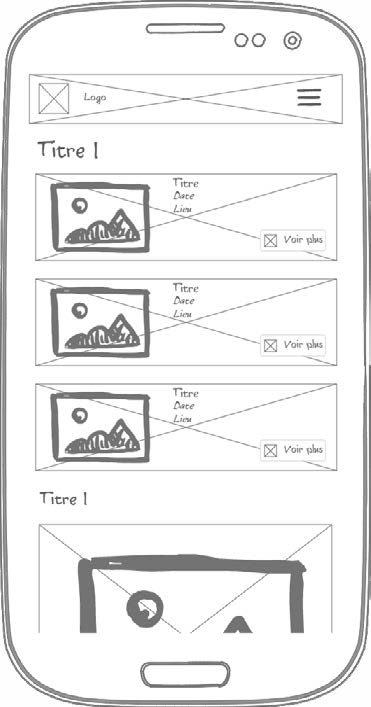 Logo
Titre 1
Titre
Date
Lieu
Voir plus
Titre
Date
Lieu
Voir plus
Titre
Date
Lieu
Voir plus
Titre 1